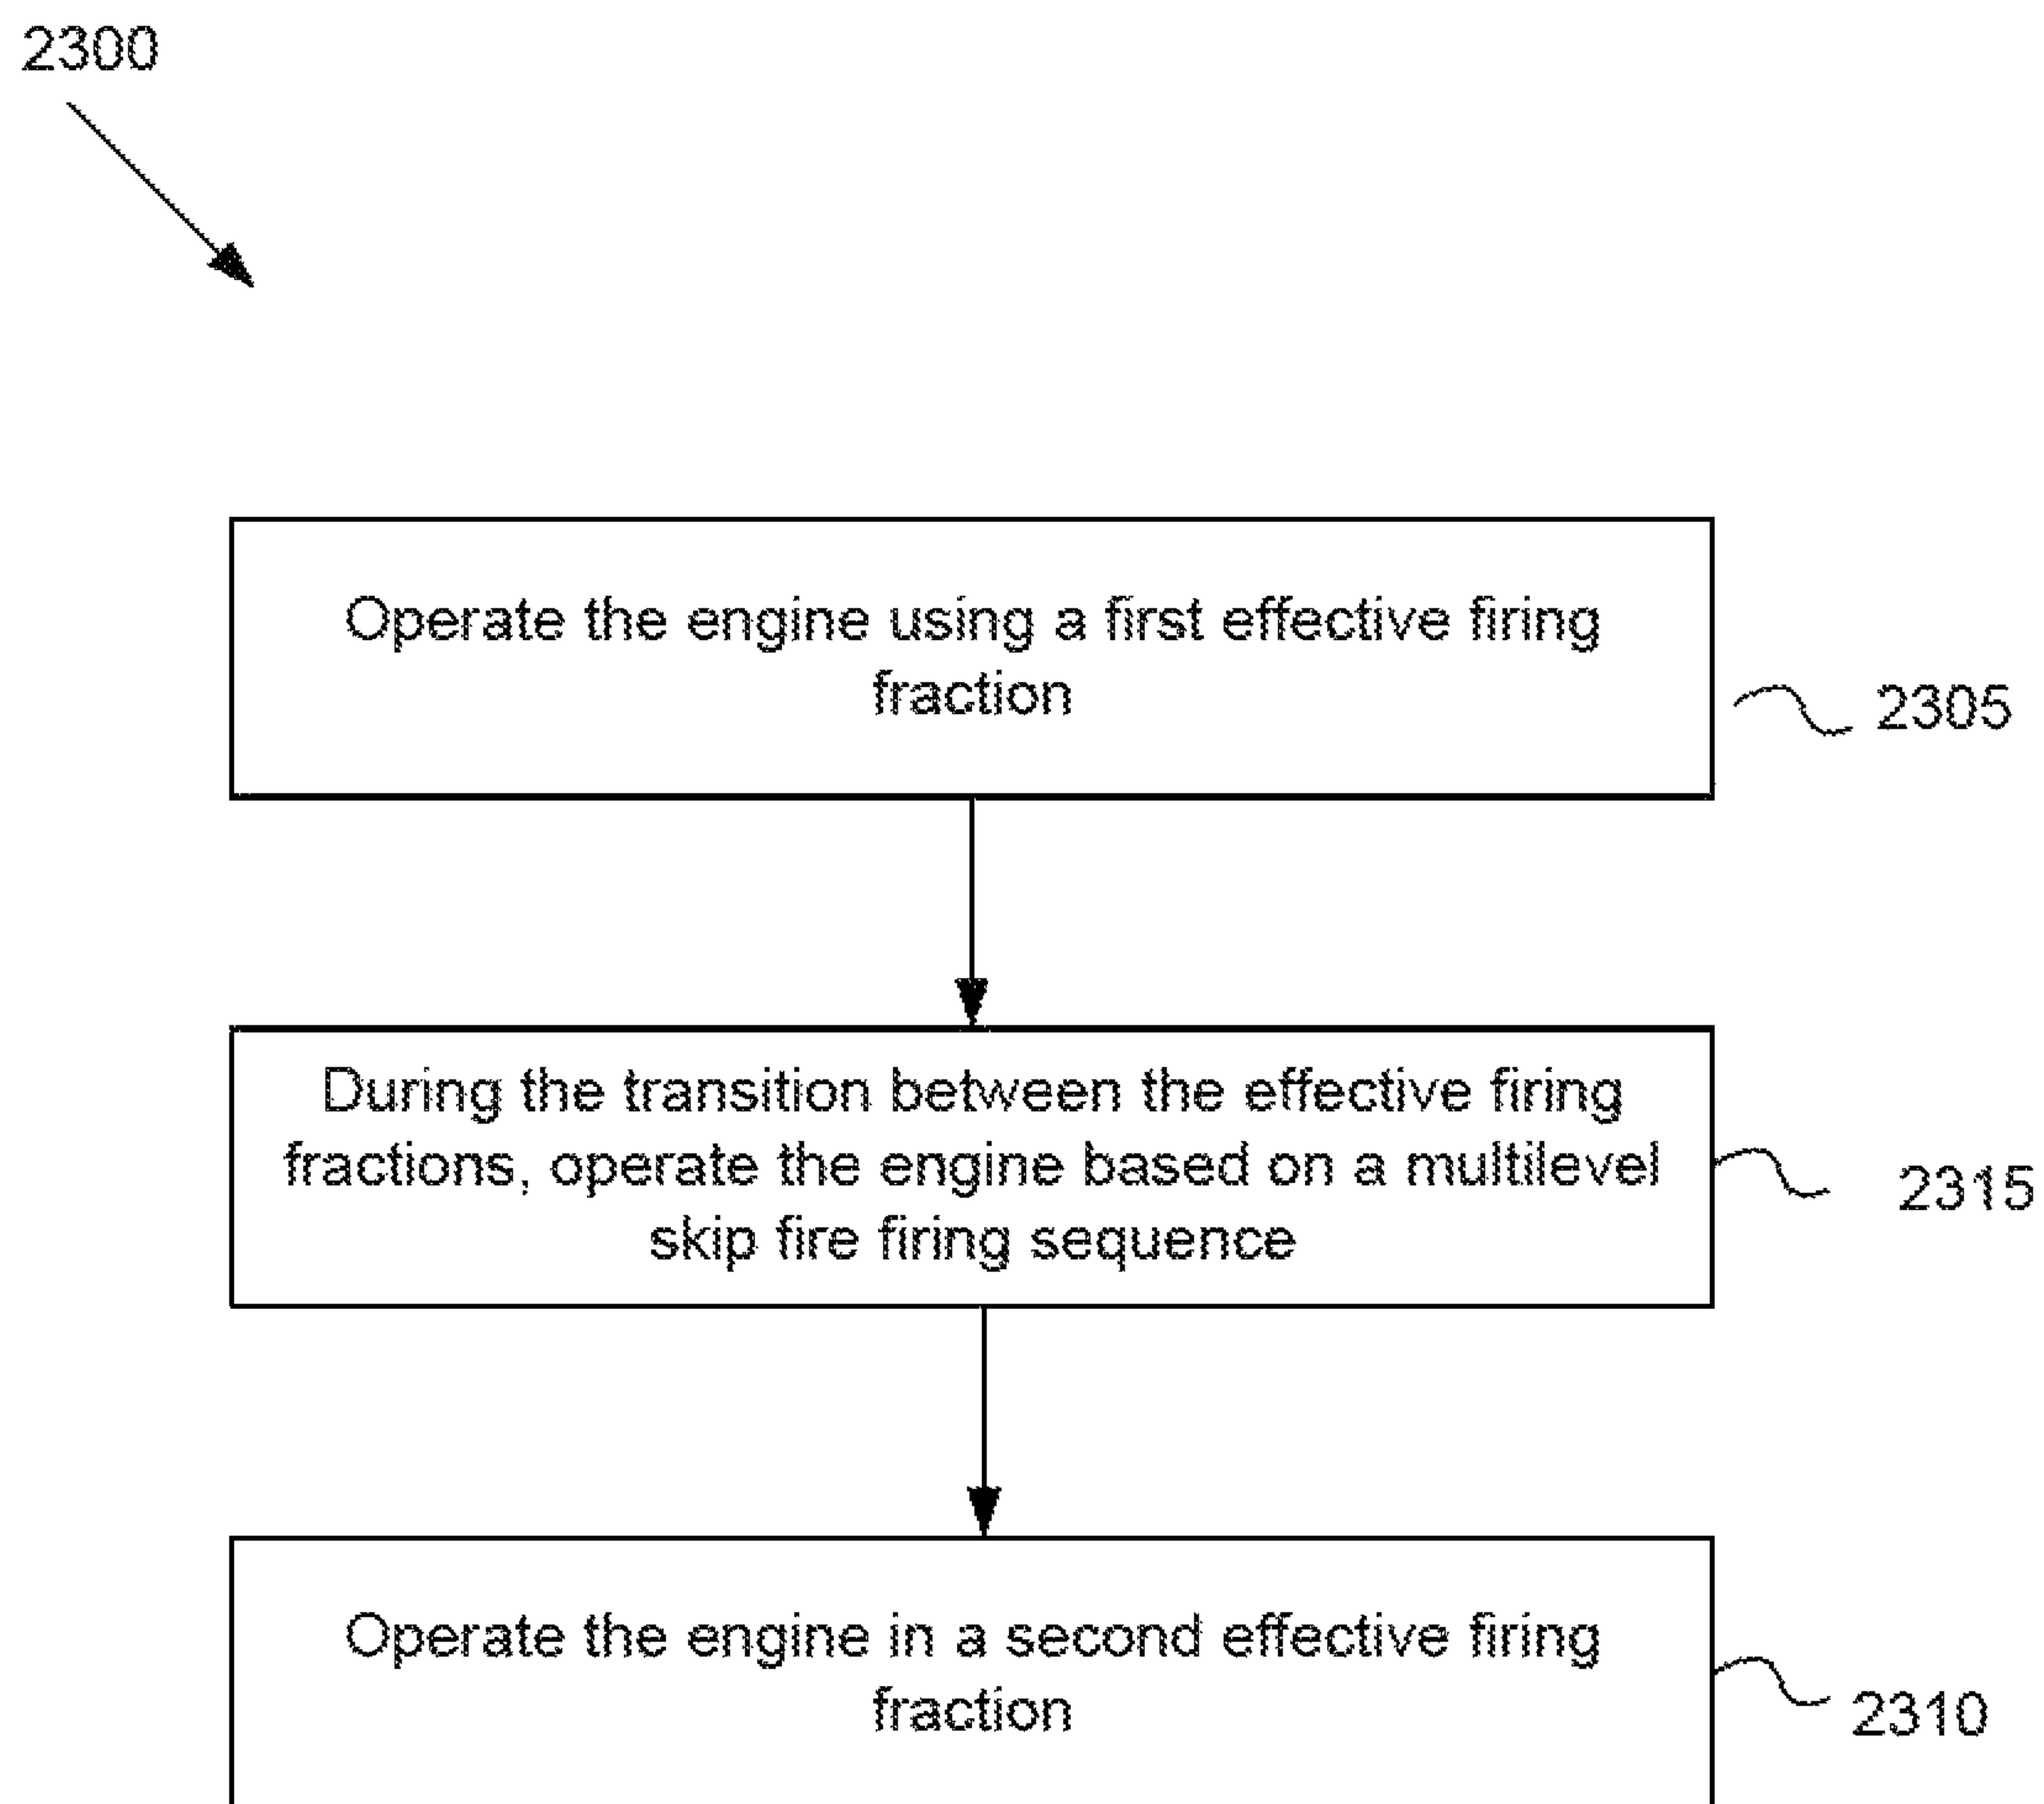 2300
Operate the engine using a first effective firing
fraction
2305
During the transition between the effective firing
fractions, operate the engine based on a multilevel
skip fire firing sequence
2315
Operate the engine in a second effective firing
fraction
2310